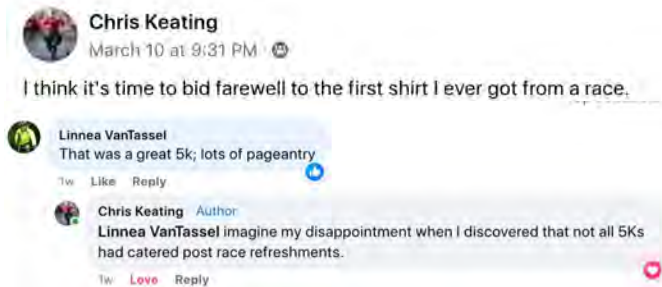 Chris Keating
March 10 at 9:31 PM
I think it's time to bid farewell to the first shirt I ever got from a race.
Linnea VanTassel
That was a great 5k; lots of pageantry
1w Like Reply
Chris Keating Author
Linnea VanTassel imagine my disappointment when I discovered that not all 5Ks
had catered post race refreshments.
1w Love Reply